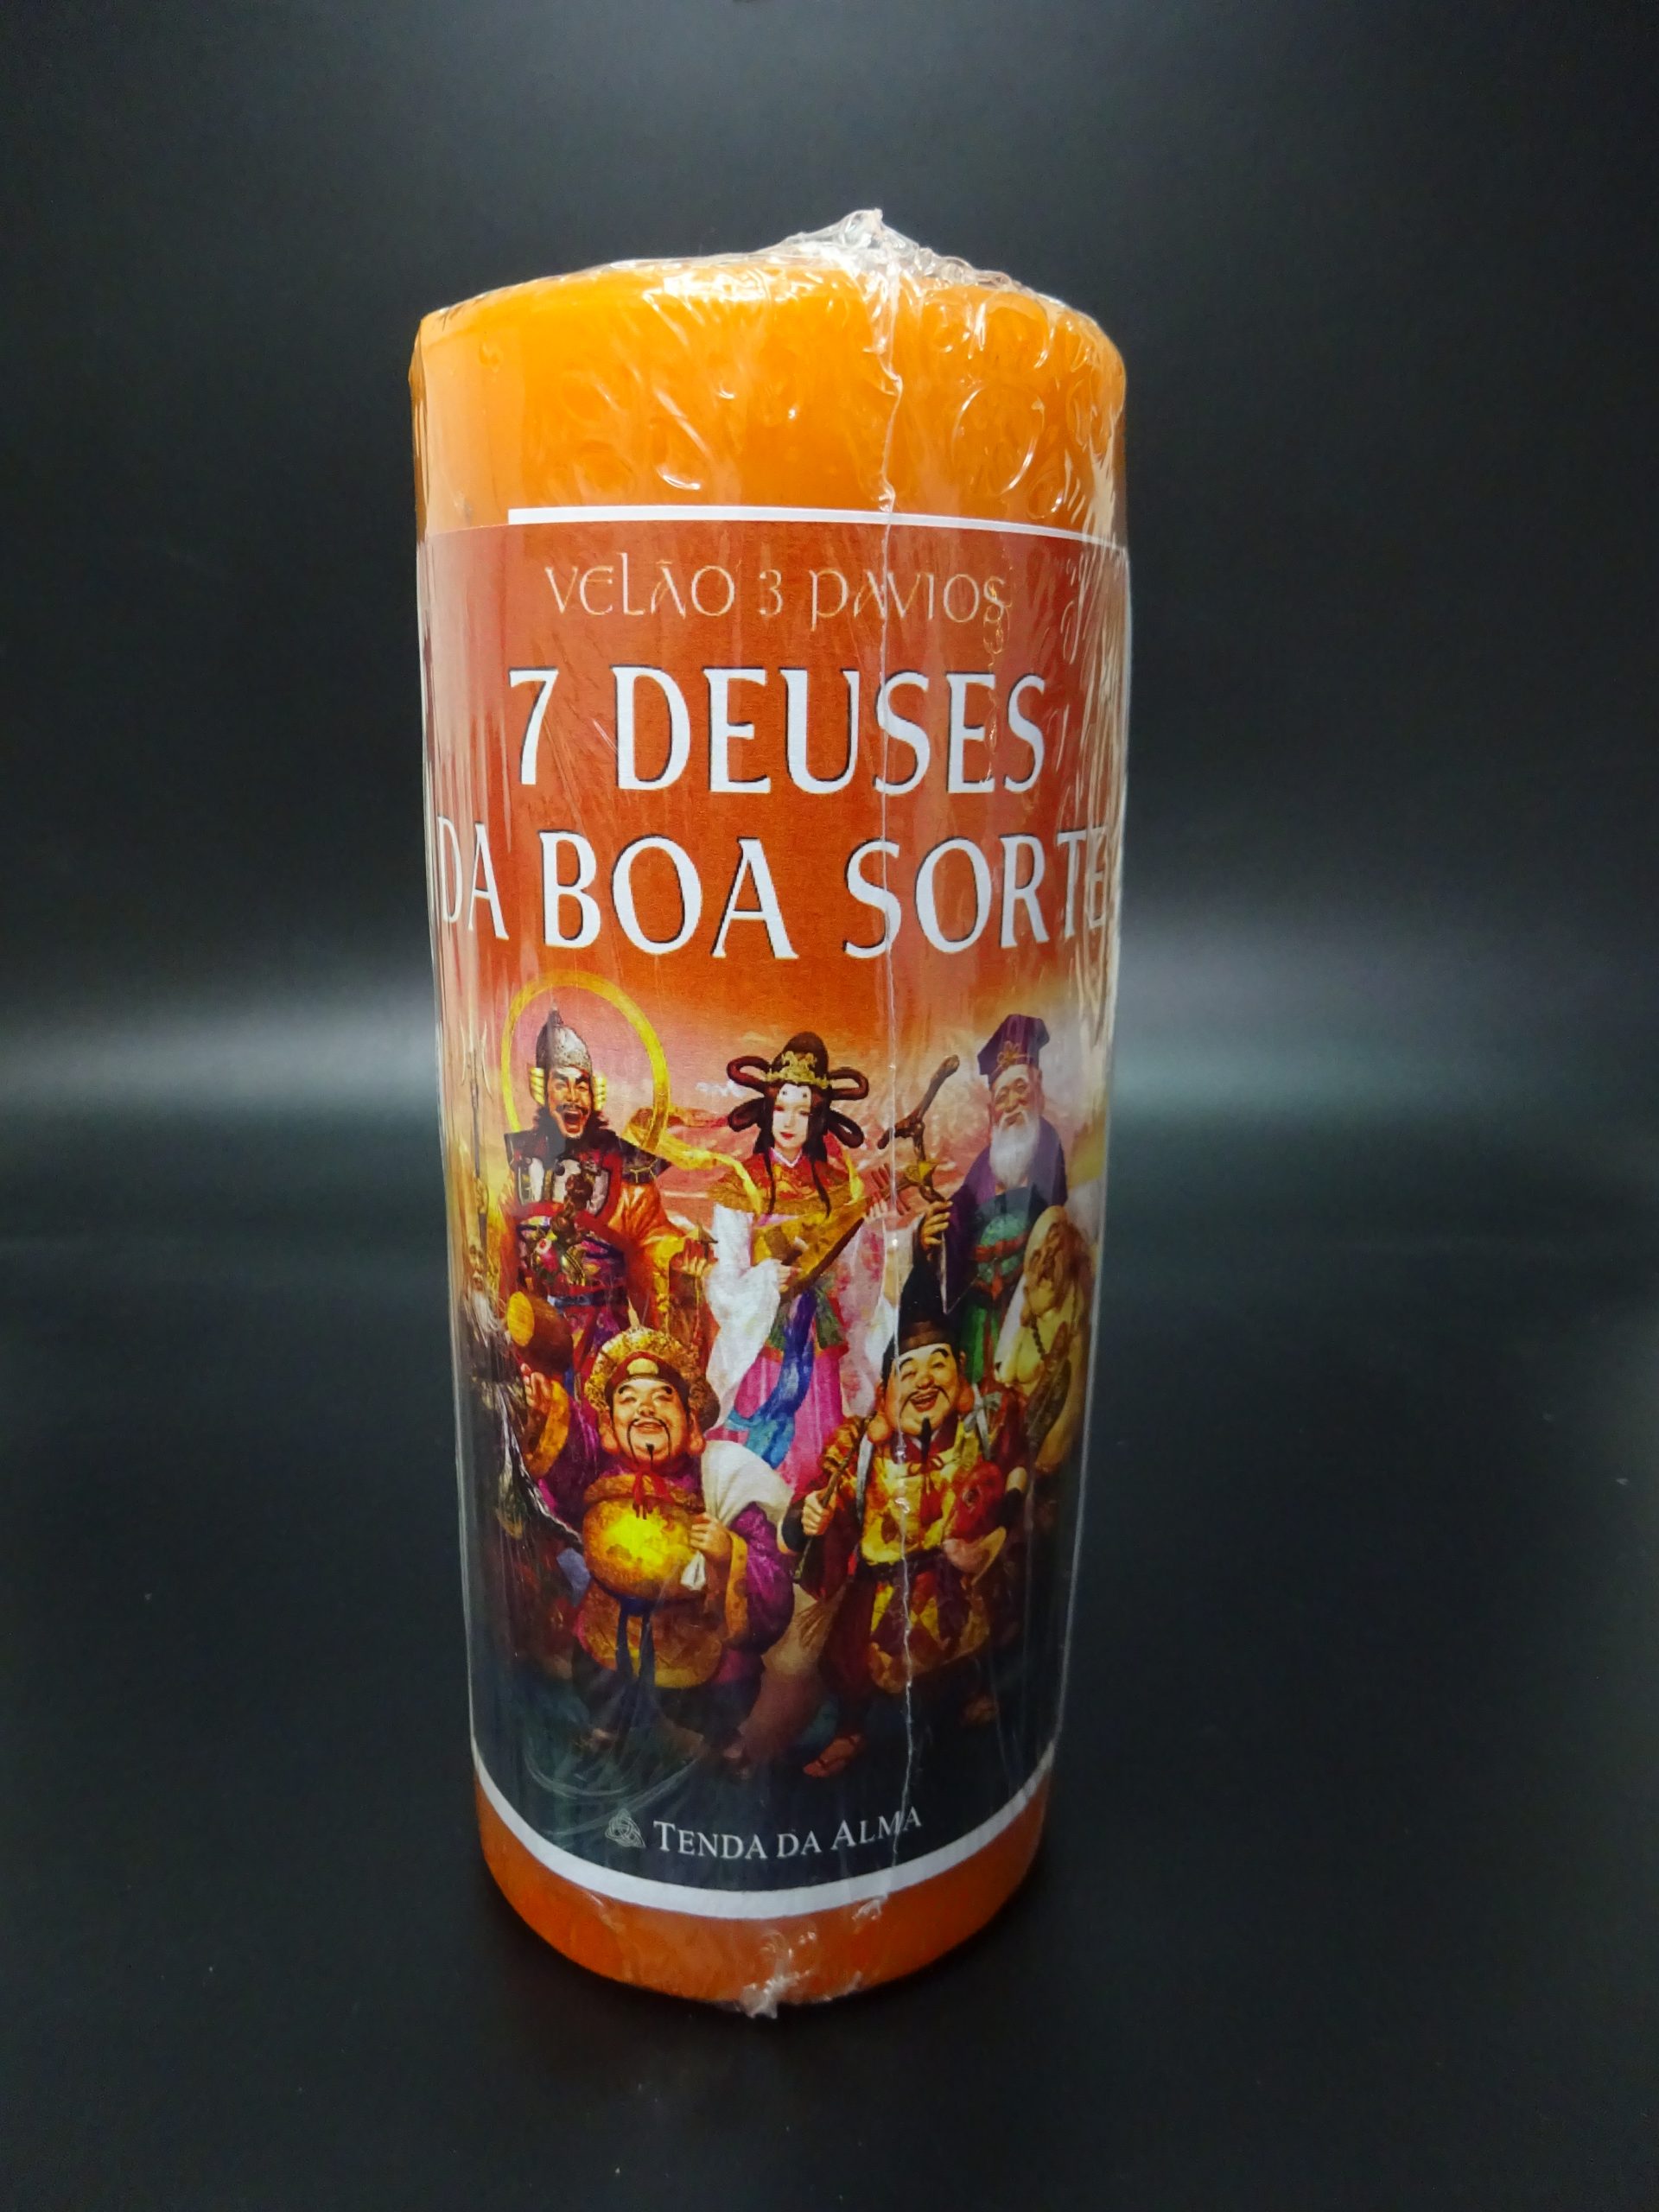 VELÃO 3 PAVIOS
7 DEUSES
DA BOA SORTE
TENDA DA ALMA